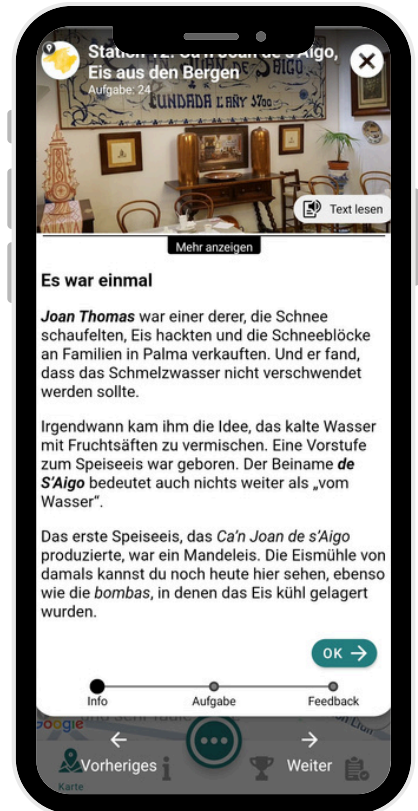 Station 12: Ca'n Joan de s'Aigo,
Eis aus den Bergen
Aufgabe: 24
JUAN DE SAIGO
FUNDADA L'ANY 1700
Text lesen
Mehr anzeigen
Es war einmal
Joan Thomas war einer derer, die Schnee
schaufelten, Eis hackten und die Schneeblöcke
an Familien in Palma verkauften. Und er fand,
dass das Schmelzwasser nicht verschwendet
werden sollte.
Irgendwann kam ihm die Idee, das kalte Wasser
mit Fruchtsäften zu vermischen. Eine Vorstufe
zum Speiseeis war geboren. Der Beiname de
S'Aigo bedeutet auch nichts weiter als „vom
Wasser“.
Das erste Speiseeis, das Ca'n Joan de s'Aigo
produzierte, war ein Mandeleis. Die Eismühle von
damals kannst du noch heute hier sehen, ebenso
wie die bombas, in denen das Eis kühl gelagert
wurden.
OK
Info Aufgabe Feedback
Google
Vorheriges Weiter
Karte